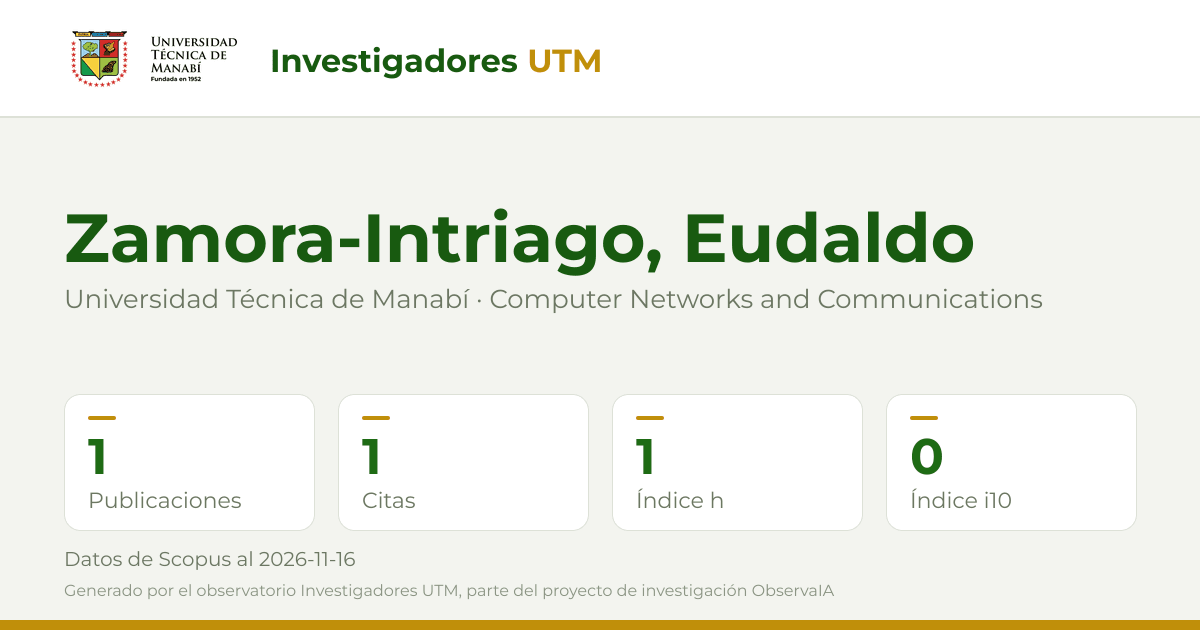 UNIVERSIDAD
TÉCNICA DE
MANABÍ
Fundada en 1952
Investigadores UTM
Zamora-Intriago, Eudaldo
Universidad Técnica de Manabí · Computer Networks and Communications
1
Publicaciones
1
Citas
1
Índice h
0
Índice i10
Datos de Scopus al 2026-11-16
Generado por el observatorio Investigadores UTM, parte del proyecto de investigación ObservaIA